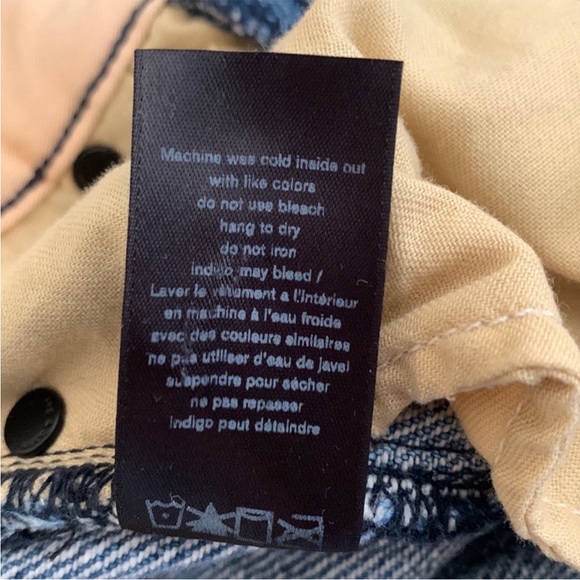 Machine was cold inside out
with like colors
do not use bleach
hang to dry
do not iron
indigo may bleed /
Laver le vêtement a l'intérieur
en machine à l'eau froide
avec des couleurs similaires
ne pas utiliser d'eau de javel
suspendre pour sécher
ne pas repasser
Indigo peut détaindre